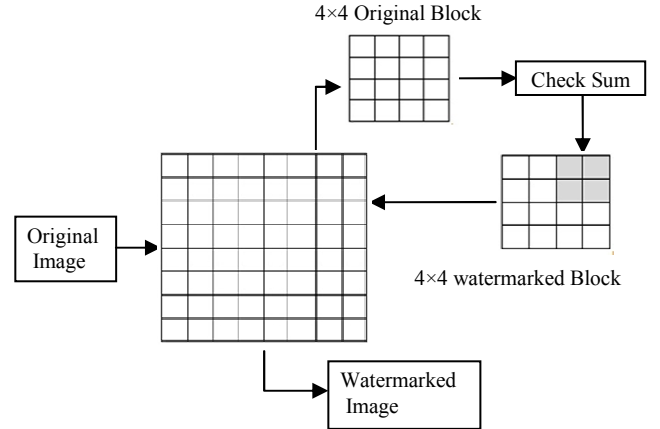 4×4 Original Block
Check Sum
Original
Image
4×4 watermarked Block
Watermarked
Image